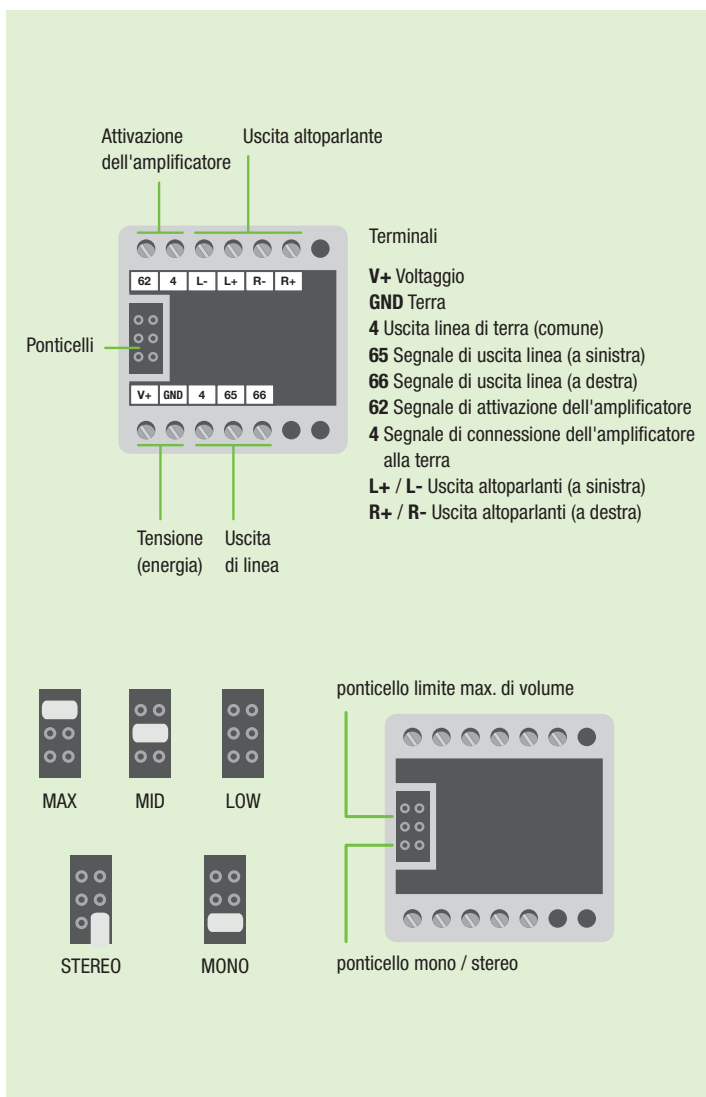 Attivazione
dell'amplificatore
Uscita altoparlante
62 4 L- L+ R- R+
Ponticelli
V+ GND 4 65 66
Tensione
(energia)
Uscita
di linea
Terminali
V+ Voltaggio
GND Terra
4 Uscita linea di terra (comune)
65 Segnale di uscita linea (a sinistra)
66 Segnale di uscita linea (a destra)
62 Segnale di attivazione dell'amplificatore
4 Segnale di connessione dell'amplificatore
alla terra
L+ / L- Uscita altoparlanti (a sinistra)
R+ / R- Uscita altoparlanti (a destra)
MAX MID LOW
STEREO MONO
ponticello limite max. di volume
ponticello mono / stereo